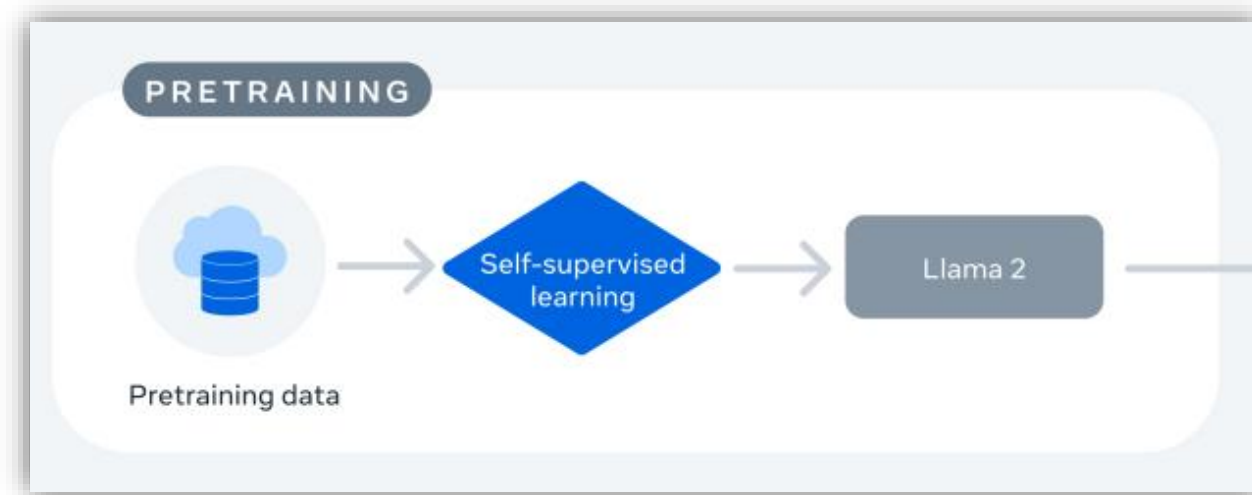 PRETRAINING
Self-supervised
learning
Llama 2
Pretraining data